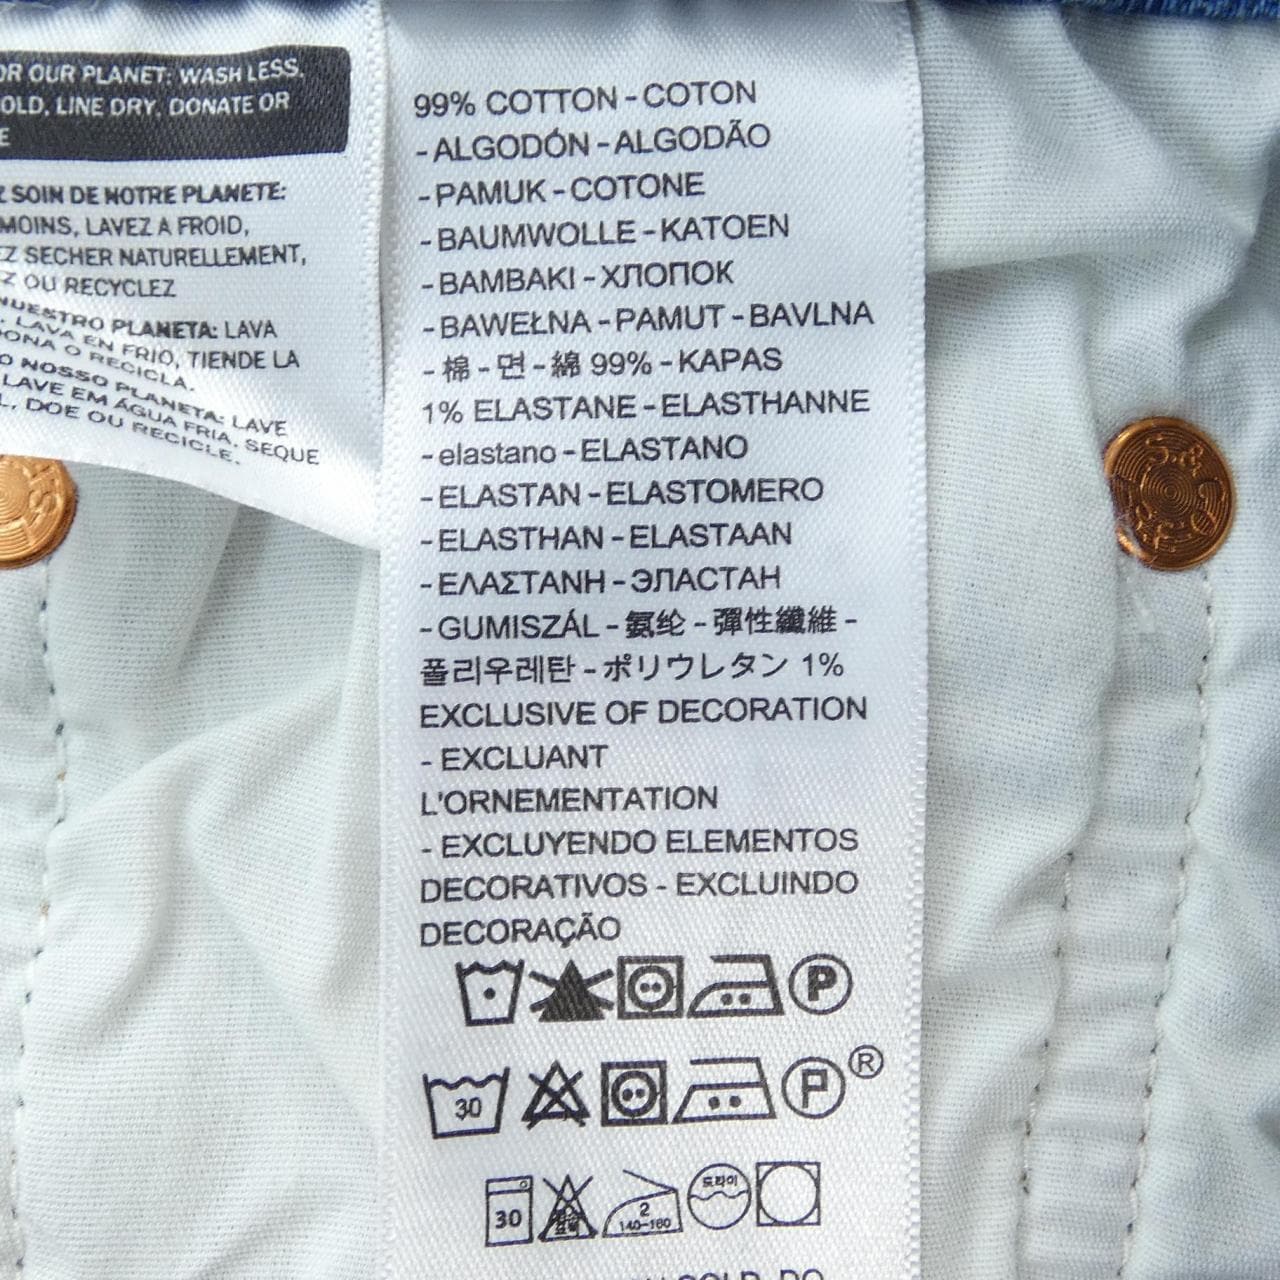 OR OUR PLANET: WASH LESS,
OLD, LINE DRY, DONATE OR
E
Z SOIN DE NOTRE PLANETE:
MOINS, LAVEZ A FROID,
EZ SECHER NATURELLEMENT,
Z OU RECYCLEZ
NUESTRO PLANETA: LAVA
. LAVA EN FRIO, TIENDE LA
DONA O RECICLA.
O NOSSO PLANETA: LAVE
LAVE EM ÁGUA FRIA. SEQUE
L, DOE OU RECICLE.
99% COTTON - COTON
- ALGODÓN - ALGODÃO
- PAMUK - COTONE
- BAUMWOLLE - KATOEN
- BAMBAKI - ХЛОПОК
- BAWEŁNA - PAMUT - BAVLNA
- 棉 - 면 - 綿 99% - KAPAS
1% ELASTANE - ELASTHANNE
- elastano - ELASTANO
- ELASTAN - ELASTOMERO
- ELASTHAN - ELASTAAN
- ΕΛΑΣΤΑΝΗ - ЭЛАСТАН
- GUMISZÁL - 氨纶 - 彈性纖維 -
폴리우레탄 - ポリウレタン 1%
EXCLUSIVE OF DECORATION
- EXCLUANT
L'ORNEMENTATION
- EXCLUYENDO ELEMENTOS
DECORATIVOS - EXCLUINDO
DECORAÇÃO
P
30 P ®
30 2 140-160 드라이